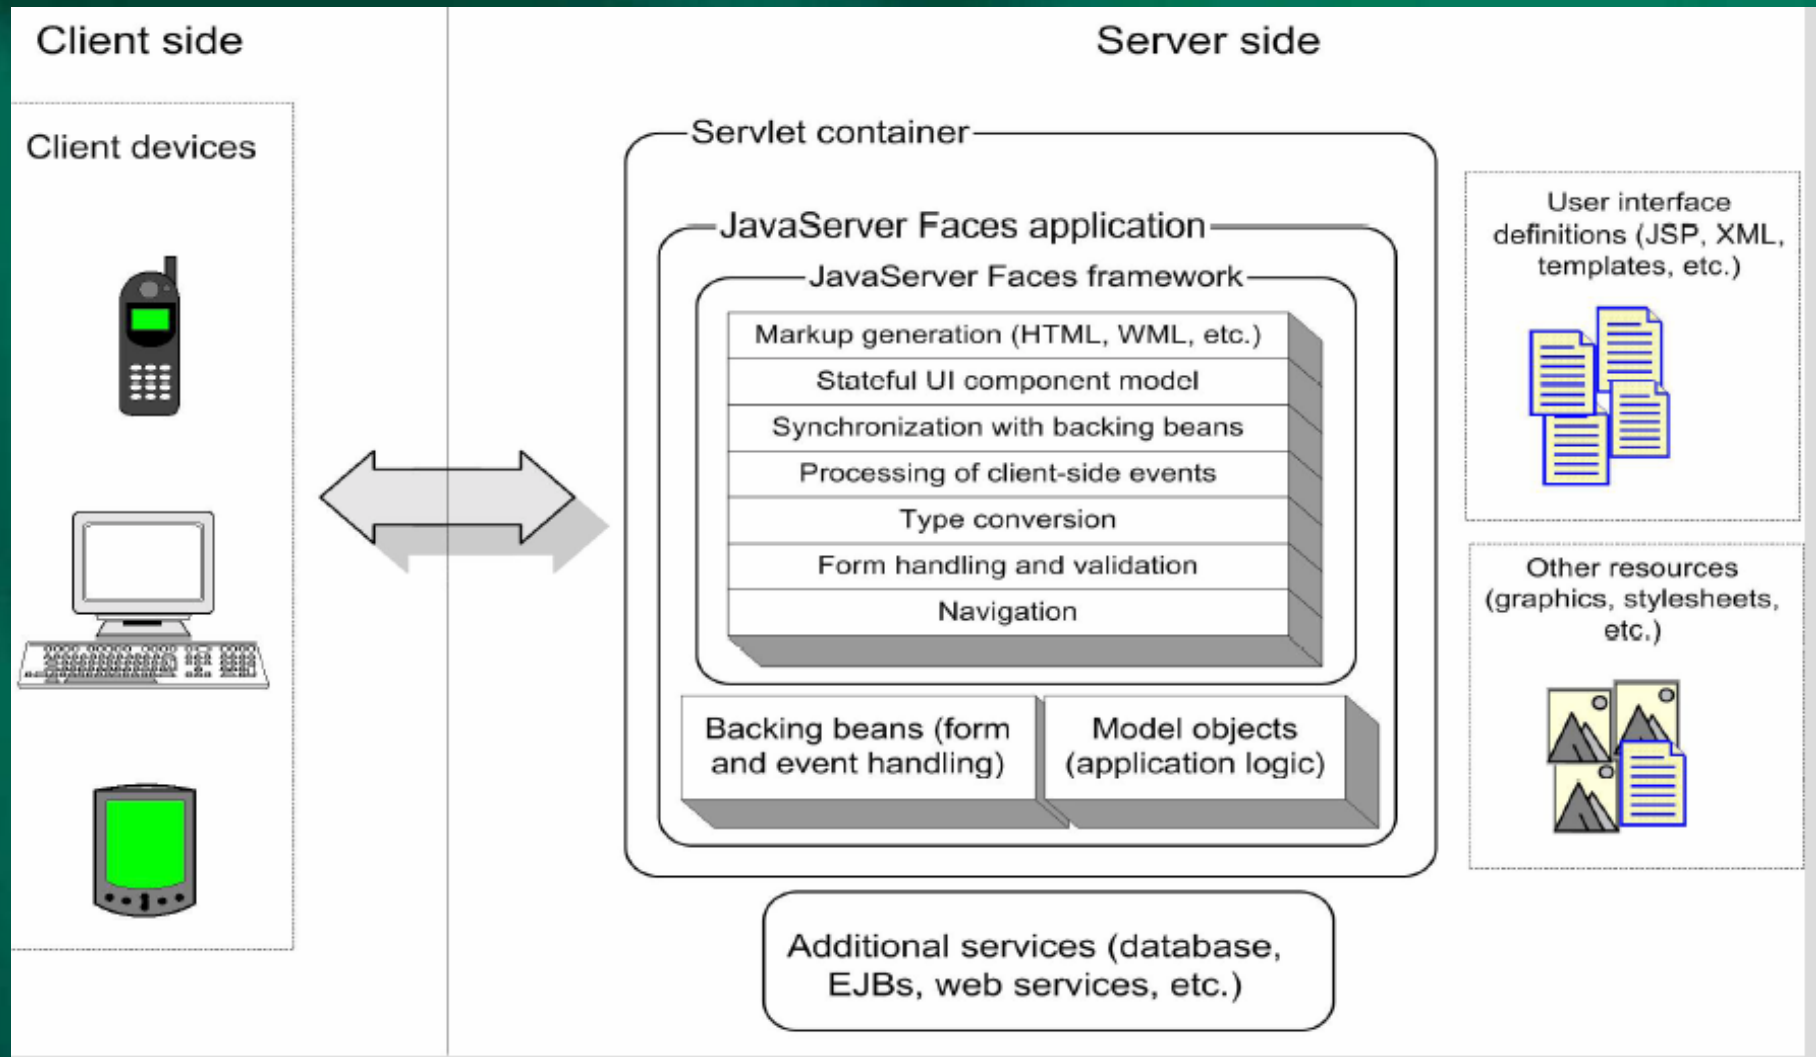 Client side
Server side
Client devices
Servlet container
JavaServer Faces application
JavaServer Faces framework
Markup generation (HTML, WML, etc.)
Stateful UI component model
Synchronization with backing beans
Processing of client-side events
Type conversion
Form handling and validation
Navigation
Backing beans (form
and event handling)
Model objects
(application logic)
User interface
definitions (JSP, XML,
templates, etc.)
Other resources
(graphics, stylesheets,
etc.)
Additional services (database,
EJBs, web services, etc.)